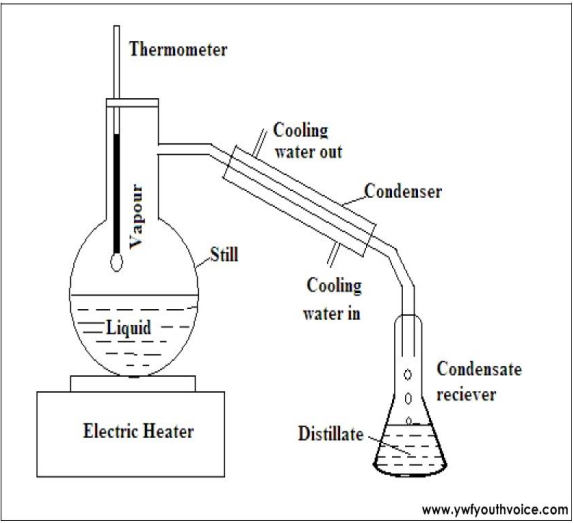 Thermometer
Cooling
water out
Condenser
Vapour
Still
Cooling
water in
Liquid
Condensate
reciever
Electric Heater
Distillate
www.ywfyouthvoice.com